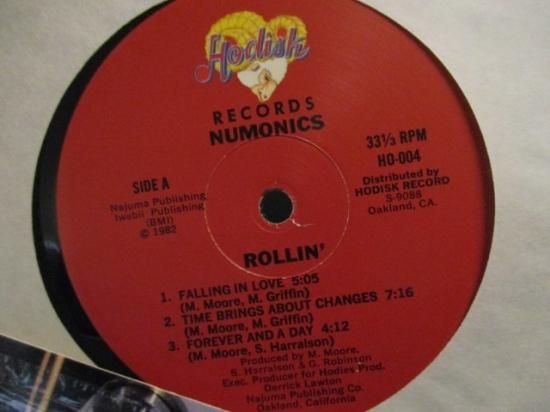 Hodisk
RECORDS
NUMONICS
SIDE A
Najuma Publishing
Iwebii Publishing
(BMI)
© 1982
33⅓ RPM
HO-004
Distributed by
HODISK RECORD
S-9088
Oakland, CA.
ROLLIN'
1. FALLING IN LOVE 5:05
(M. Moore, M. Griffin)
2. TIME BRINGS ABOUT CHANGES 7:16
(M. Moore, M. Griffin)
3. FOREVER AND A DAY 4:12
(M. Moore, S. Harralson)
Produced by M. Moore,
S. Harralson & G. Robinson
Exec. Producer for Hodies Prod.
Derrick Lawton
Najuma Publishing Co.
Oakland, California